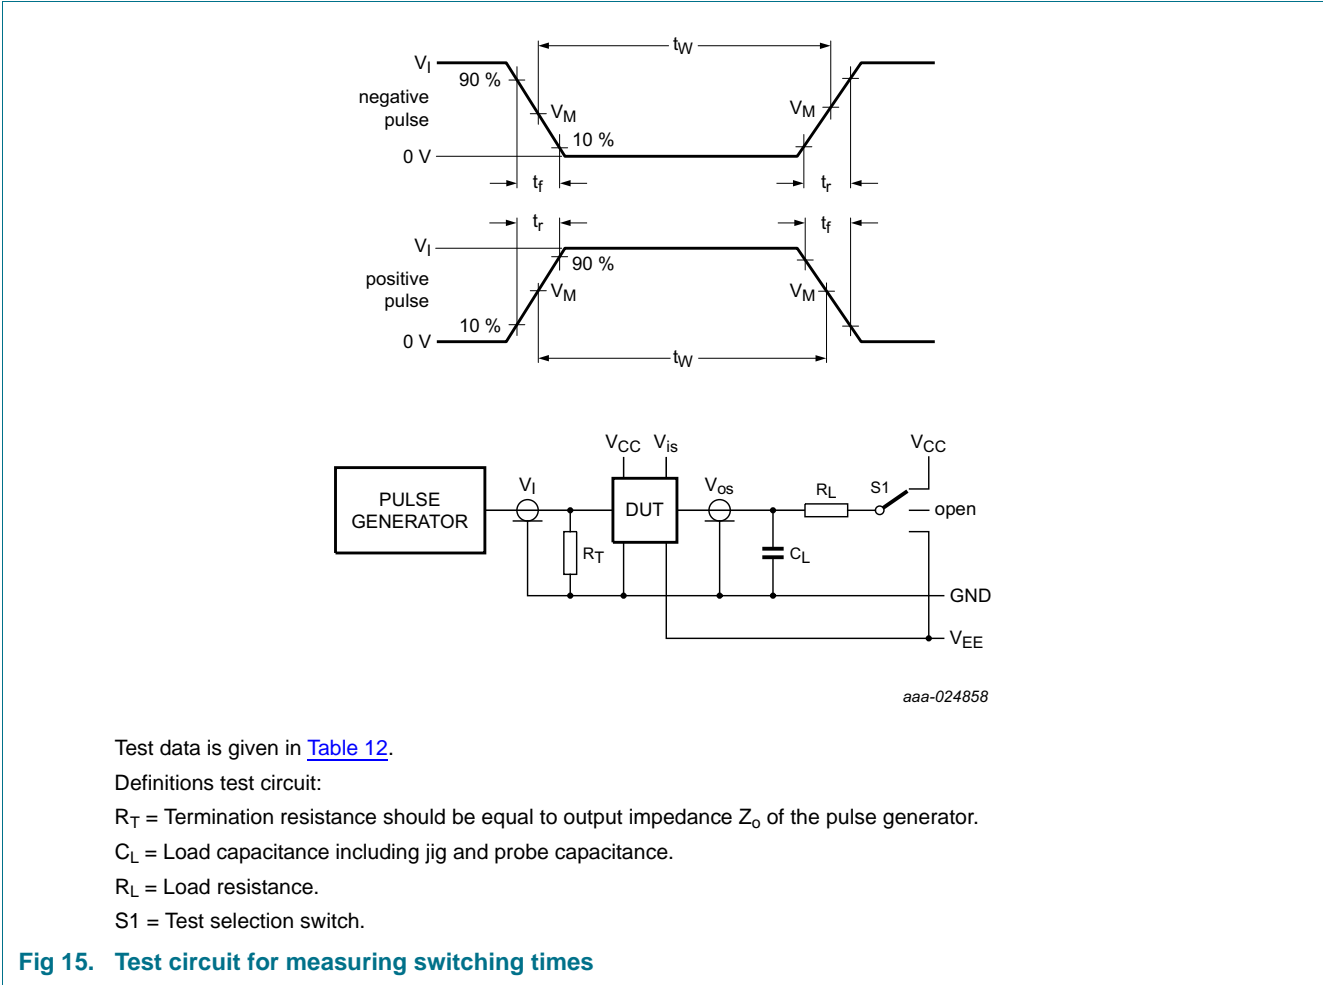 tW
VI
90 %
negative
pulse
VM
VM
10 %
0 V
tf
tr
tr
tf
VI
90 %
positive
pulse
VM
VM
10 %
0 V
tW
VCC
Vis
VCC
PULSE
GENERATOR
VI
DUT
Vos
RL
S1
open
RT
CL
GND
VEE
aaa-024858
Test data is given in Table 12.
Definitions test circuit:
RT = Termination resistance should be equal to output impedance Zo of the pulse generator.
CL = Load capacitance including jig and probe capacitance.
RL = Load resistance.
S1 = Test selection switch.
Fig 15. Test circuit for measuring switching times